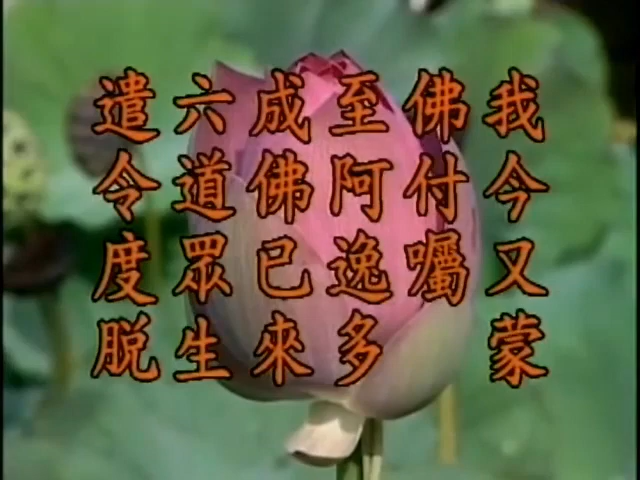 我今又蒙
佛付囑
至阿逸多
成佛已來
六道眾生
遣令度脫